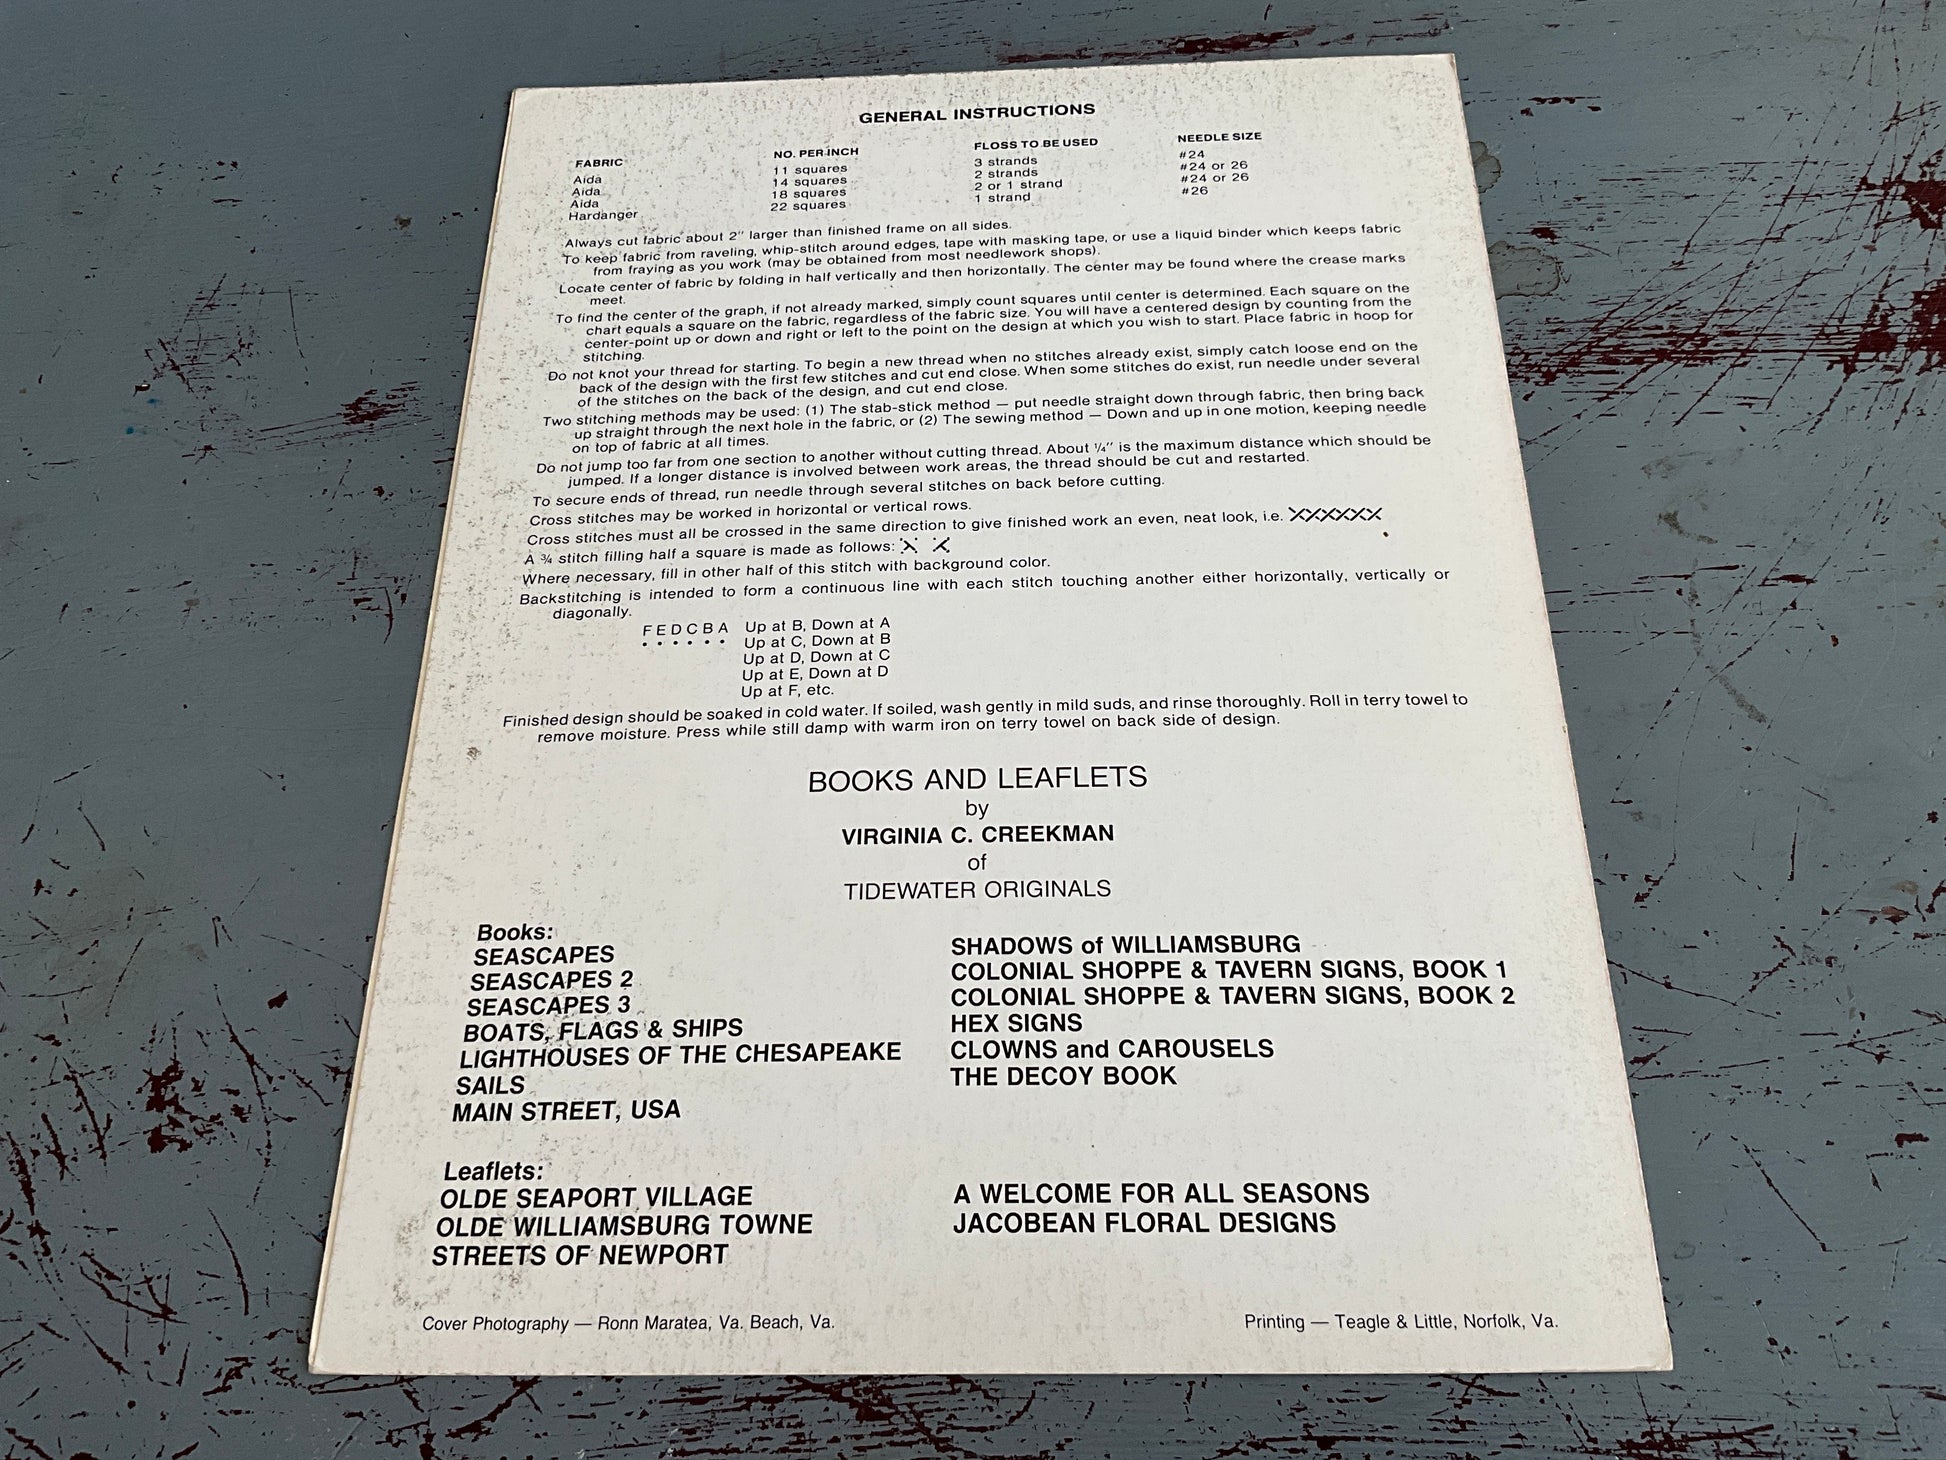 GENERAL INSTRUCTIONS
FABRIC NO. PER INCH FLOSS TO BE USED NEEDLE SIZE
Aida 11 squares 3 strands #24
Aida 14 squares 2 strands #24 or 26
Aida 18 squares 2 or 1 strand #24 or 26
Hardanger 22 squares 1 strand #26
Always cut fabric about 2" larger than finished frame on all sides.
To keep fabric from raveling, whip-stitch around edges, tape with masking tape, or use a liquid binder which keeps fabric
from fraying as you work (may be obtained from most needlework shops).
Locate center of fabric by folding in half vertically and then horizontally. The center may be found where the crease marks
meet.
To find the center of the graph, if not already marked, simply count squares until center is determined. Each square on the
chart equals a square on the fabric, regardless of the fabric size. You will have a centered design by counting from the
center-point up or down and right or left to the point on the design at which you wish to start. Place fabric in hoop for
stitching.
Do not knot your thread for starting. To begin a new thread when no stitches already exist, simply catch loose end on the
back of the design with the first few stitches and cut end close. When some stitches do exist, run needle under several
of the stitches on the back of the design, and cut end close.
Two stitching methods may be used: (1) The stab-stick method — put needle straight down through fabric, then bring back
up straight through the next hole in the fabric, or (2) The sewing method — Down and up in one motion, keeping needle
on top of fabric at all times.
Do not jump too far from one section to another without cutting thread. About ¼" is the maximum distance which should be
jumped. If a longer distance is involved between work areas, the thread should be cut and restarted.
To secure ends of thread, run needle through several stitches on back before cutting.
Cross stitches may be worked in horizontal or vertical rows.
Cross stitches must all be crossed in the same direction to give finished work an even, neat look, i.e. XXXXXX
A ¾ stitch filling half a square is made as follows:
Where necessary, fill in other half of this stitch with background color.
Backstitching is intended to form a continuous line with each stitch touching another either horizontally, vertically or
diagonally.
F E D C B A Up at B, Down at A
• • • • • • Up at C, Down at B
Up at D, Down at C
Up at E, Down at D
Up at F, etc.
Finished design should be soaked in cold water. If soiled, wash gently in mild suds, and rinse thoroughly. Roll in terry towel to
remove moisture. Press while still damp with warm iron on terry towel on back side of design.
BOOKS AND LEAFLETS
by
VIRGINIA C. CREEKMAN
of
TIDEWATER ORIGINALS
Books:
SEASCAPES
SEASCAPES 2
SEASCAPES 3
BOATS, FLAGS & SHIPS
LIGHTHOUSES OF THE CHESAPEAKE
SAILS
MAIN STREET, USA
SHADOWS of WILLIAMSBURG
COLONIAL SHOPPE & TAVERN SIGNS, BOOK 1
COLONIAL SHOPPE & TAVERN SIGNS, BOOK 2
HEX SIGNS
CLOWNS and CAROUSELS
THE DECOY BOOK
Leaflets:
OLDE SEAPORT VILLAGE
OLDE WILLIAMSBURG TOWNE
STREETS OF NEWPORT
A WELCOME FOR ALL SEASONS
JACOBEAN FLORAL DESIGNS
Cover Photography — Ronn Maratea, Va. Beach, Va.
Printing — Teagle & Little, Norfolk, Va.